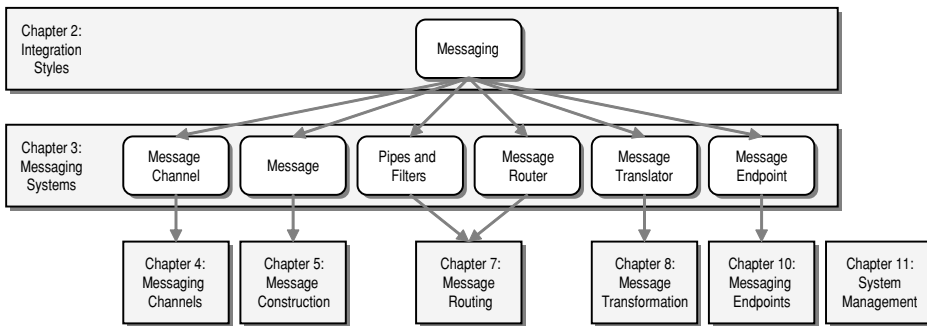 Chapter 2:
Integration
Styles
Messaging
Chapter 3:
Messaging
Systems
Message
Channel
Message
Pipes and
Filters
Message
Router
Message
Translator
Message
Endpoint
Chapter 4:
Messaging
Channels
Chapter 5:
Message
Construction
Chapter 7:
Message
Routing
Chapter 8:
Message
Transformation
Chapter 10:
Messaging
Endpoints
Chapter 11:
System
Management